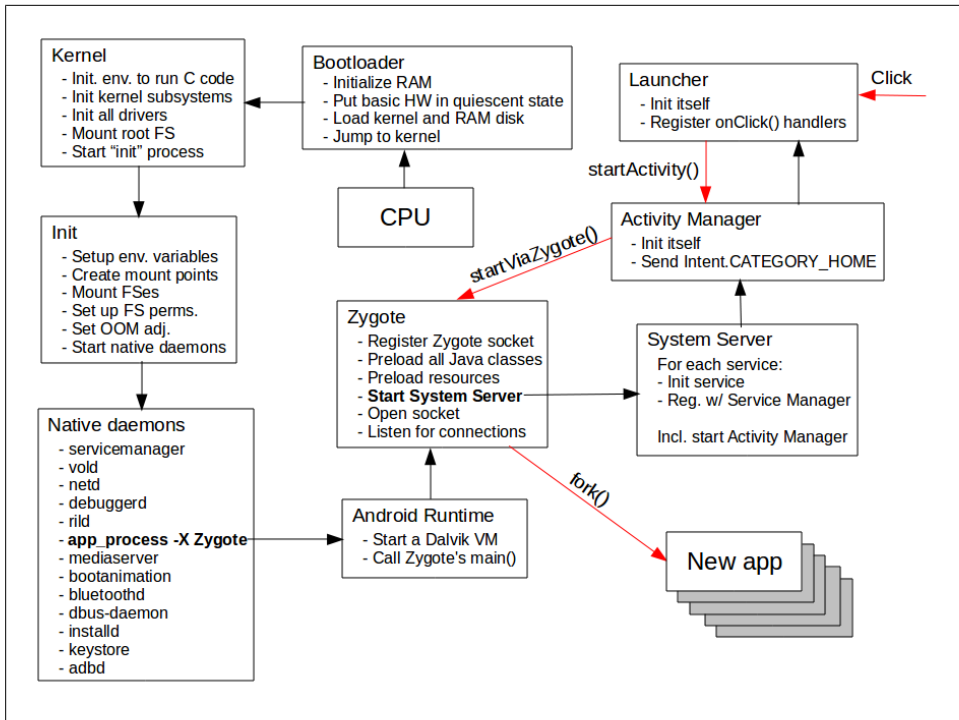 Kernel
- Init. env. to run C code
- Init kernel subsystems
- Init all drivers
- Mount root FS
- Start “init” process
Bootloader
- Initialize RAM
- Put basic HW in quiescent state
- Load kernel and RAM disk
- Jump to kernel
Launcher
- Init itself
- Register onClick() handlers
Click
CPU
startActivity()
Init
- Setup env. variables
- Create mount points
- Mount FSes
- Set up FS perms.
- Set OOM adj.
- Start native daemons
Activity Manager
- Init itself
- Send Intent.CATEGORY_HOME
startViaZygote()
Zygote
- Register Zygote socket
- Preload all Java classes
- Preload resources
- Start System Server
- Open socket
- Listen for connections
System Server
For each service:
- Init service
- Reg. w/ Service Manager
Incl. start Activity Manager
Native daemons
- servicemanager
- vold
- netd
- debuggerd
- rild
- app_process -X Zygote
- mediaserver
- bootanimation
- bluetoothd
- dbus-daemon
- installd
- keystore
- adbd
Android Runtime
- Start a Dalvik VM
- Call Zygote's main()
fork()
New app